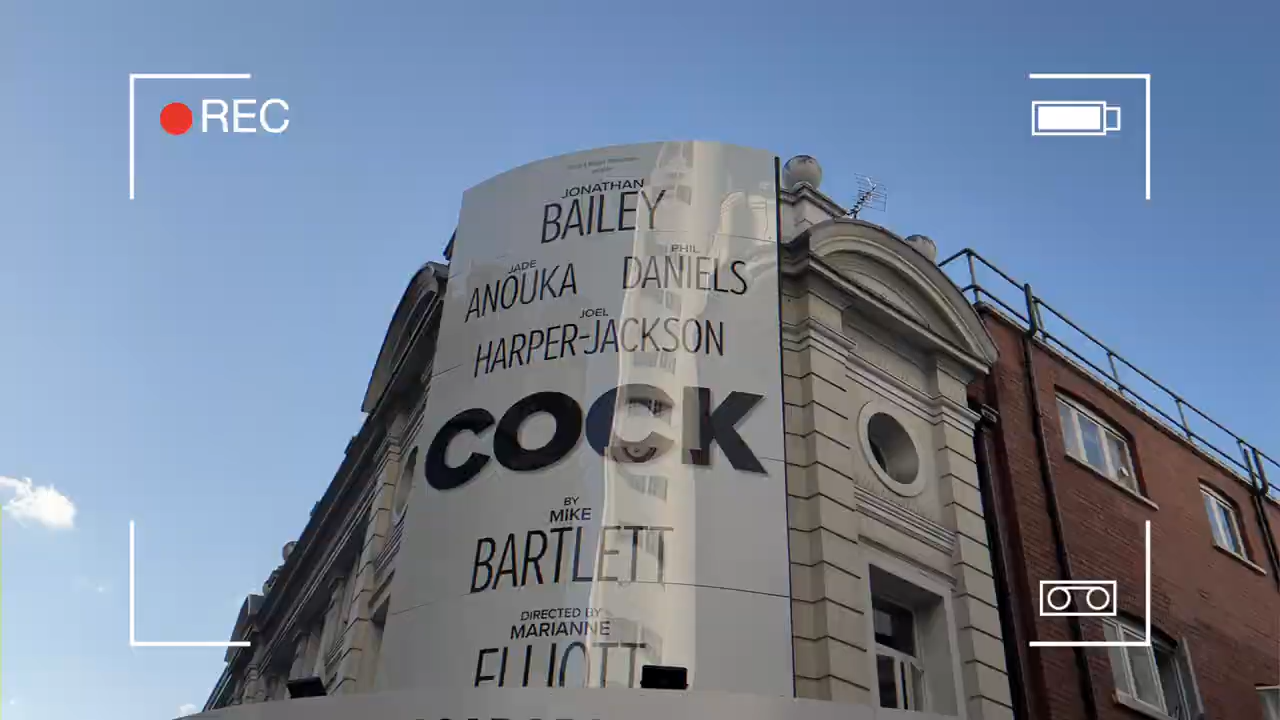 REC
JONATHAN
BAILEY
JADE PHIL
ANOUKA DANIELS
JOEL
HARPER-JACKSON
COCK
BY
MIKE
BARTLETT
DIRECTED BY
MARIANNE
ELLIOTT